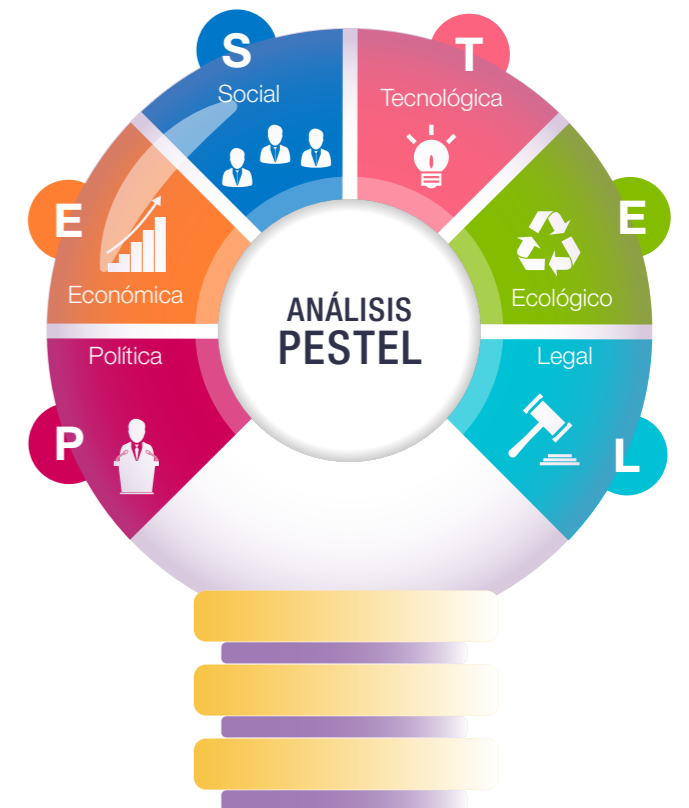 S
Social
T
Tecnológica
E
Económica
E
Ecológico
ANÁLISIS
PESTEL
Política
P
Legal
L